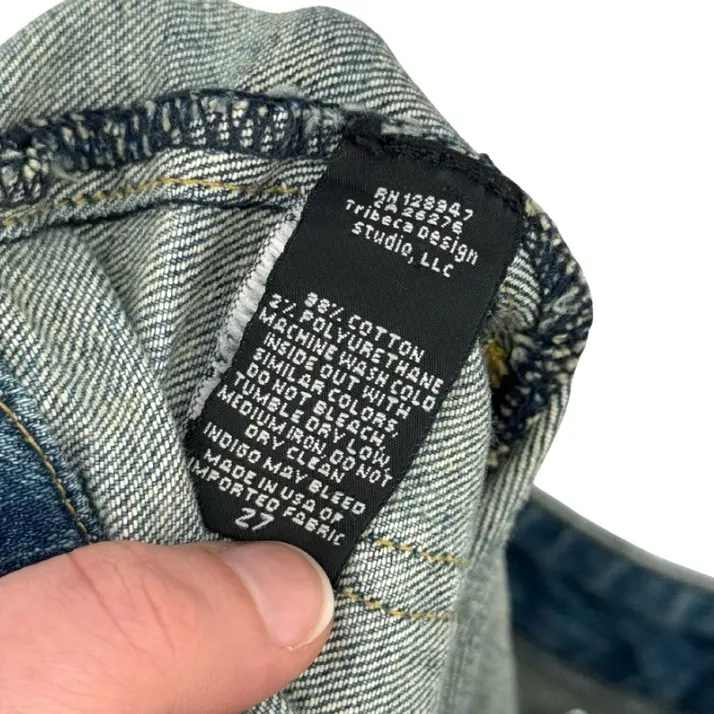 RN 128947
CA 26276
Tribeca Design
Studio, LLC
98% COTTON
2% POLYURETHANE
MACHINE WASH COLD
INSIDE OUT WITH
SIMILAR COLORS,
DO NOT BLEACH,
TUMBLE DRY LOW,
MEDIUM IRON, DO NOT
DRY CLEAN
INDIGO MAY BLEED
MADE IN USA OF
IMPORTED FABRIC
27